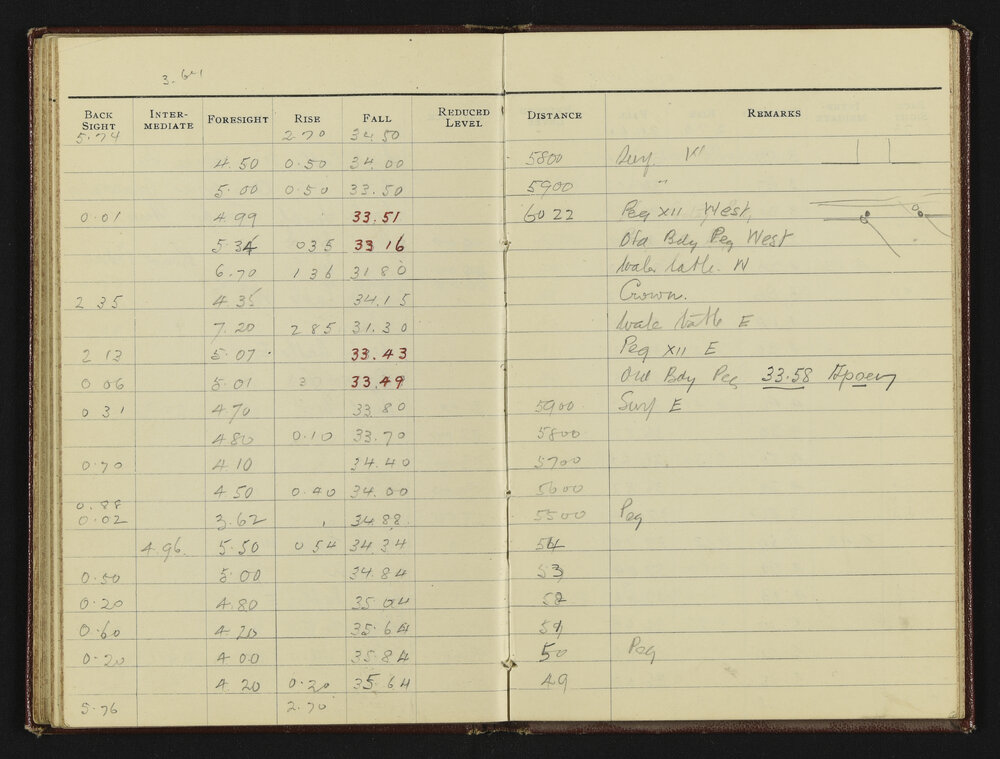 3.64
BACK SIGHT INTER-MEDIATE FORESIGHT RISE FALL REDUCED LEVEL DISTANCE REMARKS
5.74 2.70 34.50
4.50 0.50 34.00 5800 Surf
5.00 0.50 33.50 5900 "
0.01 4.99 33.51 6022 Peg XII West
5.34 035 33 16 Bdy Peg West
6.70 136 31 80 W
2 35 4 35 34.15 Crown.
7.20 2 85 31.30 E
2 13 5.07 33.43 Peg XII E
0 06 5.01 33.49 Old Bdy Peg 33.58
0 31 4.70 33.80 5900 Surf E
4 80 0.10 33.70 5800
0.70 4.10 34.40 5700
4.50 0.40 34.00 5600
0.88
0.02 3.62 34 88 5500 Peg
4.96 5.50 0 54 34 34 54
0.50 5.00 34.84 53
0.20 4.80 35 04 52
0.60 4 20 35.64 51
0.20 4 00 35.84 50 Peg
4.20 0.20 35 64 49
5.76 2.70